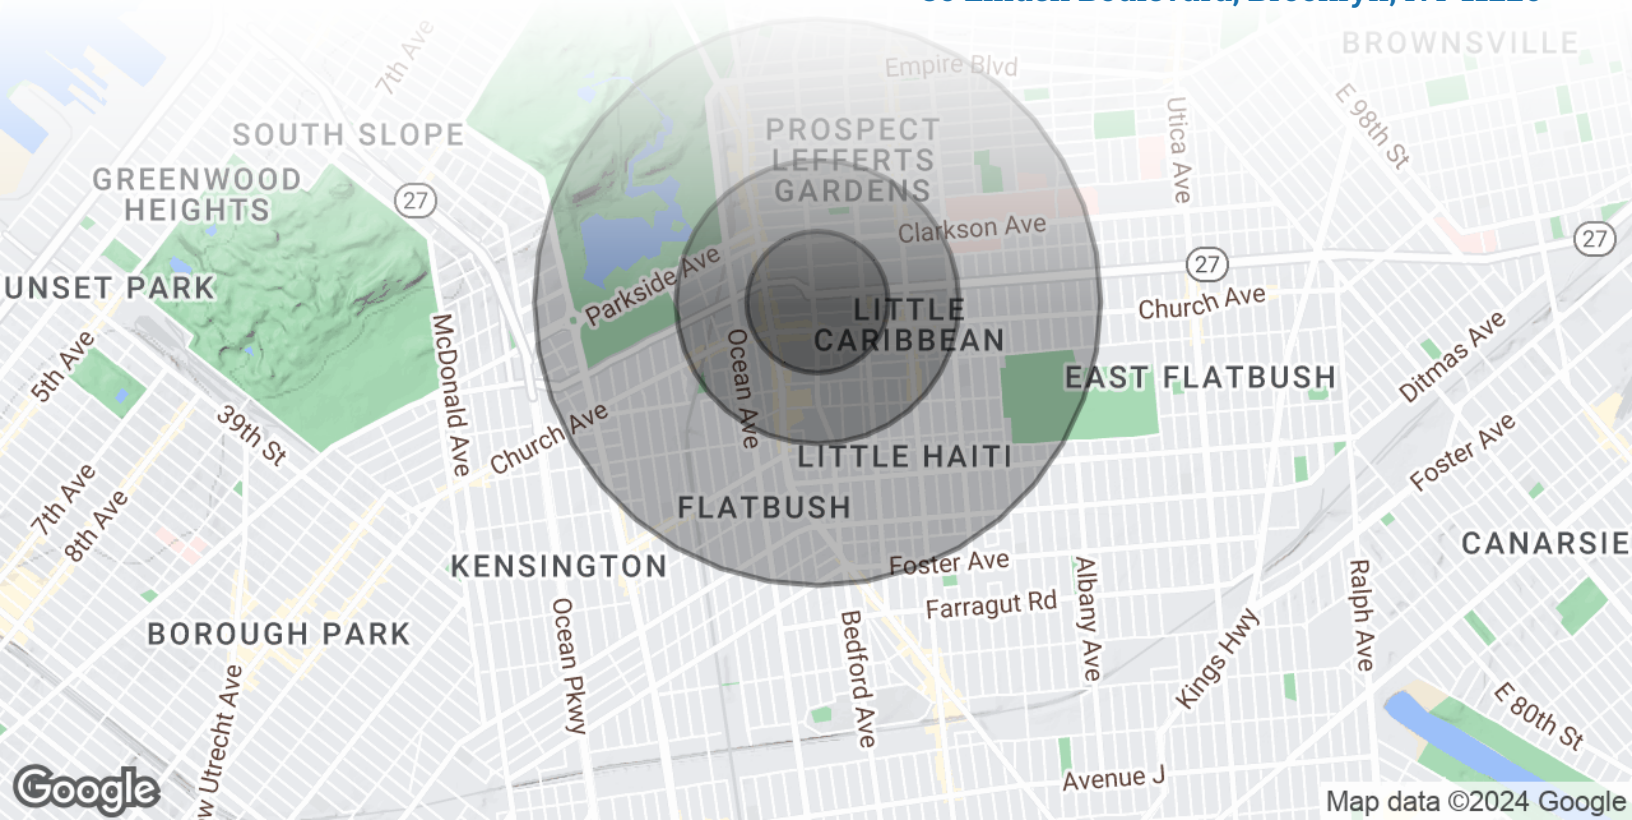 Empire Blvd
BROWNSVILLE
7th Ave
E 98th St
Utica Ave
SOUTH SLOPE
PROSPECT
LEFFERTS
GARDENS
GREENWOOD
HEIGHTS
27
Clarkson Ave
27
27
Parkside Ave
UNSET PARK
Church Ave
LITTLE
CARIBBEAN
5th Ave
McDonald Ave
Ocean Ave
Ditmas Ave
EAST FLATBUSH
39th St
Church Ave
LITTLE HAITI
Foster Ave
7th Ave
8th Ave
FLATBUSH
CANARSIE
KENSINGTON
Foster Ave
Farragut Rd
Albany Ave
Ralph Ave
BOROUGH PARK
Ocean Pkwy
Bedford Ave
Kings Hwy
w Utrecht Ave
E 80th St
Avenue J
Google
Map data ©2024 Google